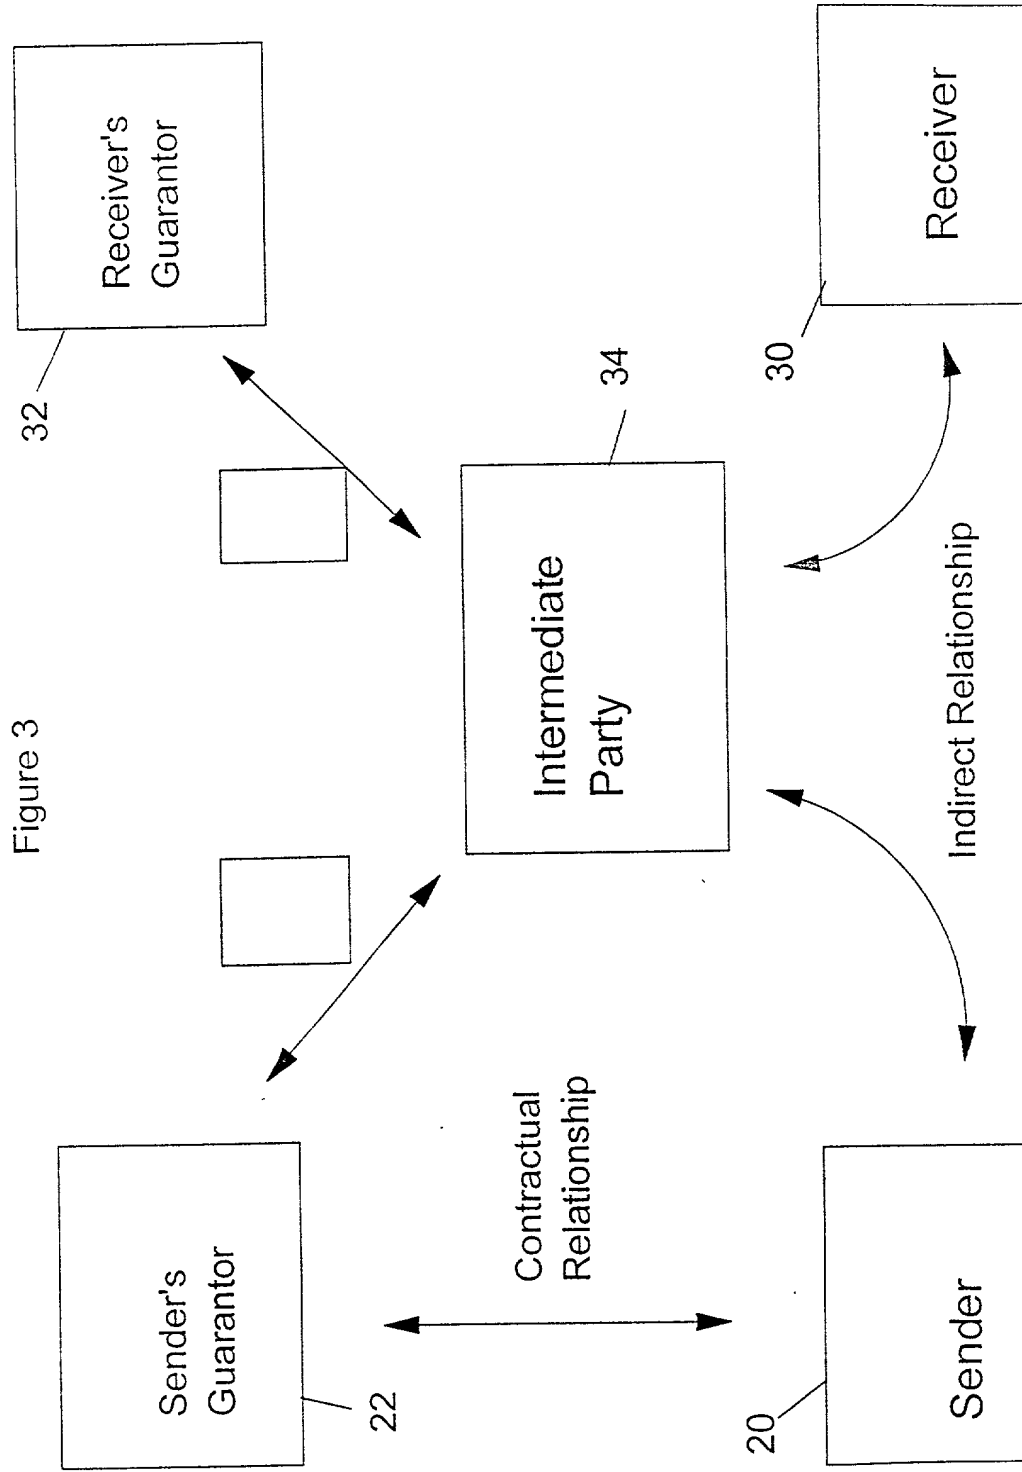 Figure 3
Sender's
Guarantor
22
Receiver's
Guarantor
32
Contractual
Relationship
Intermediate
Party
34
Sender
20
Indirect Relationship
Receiver
30